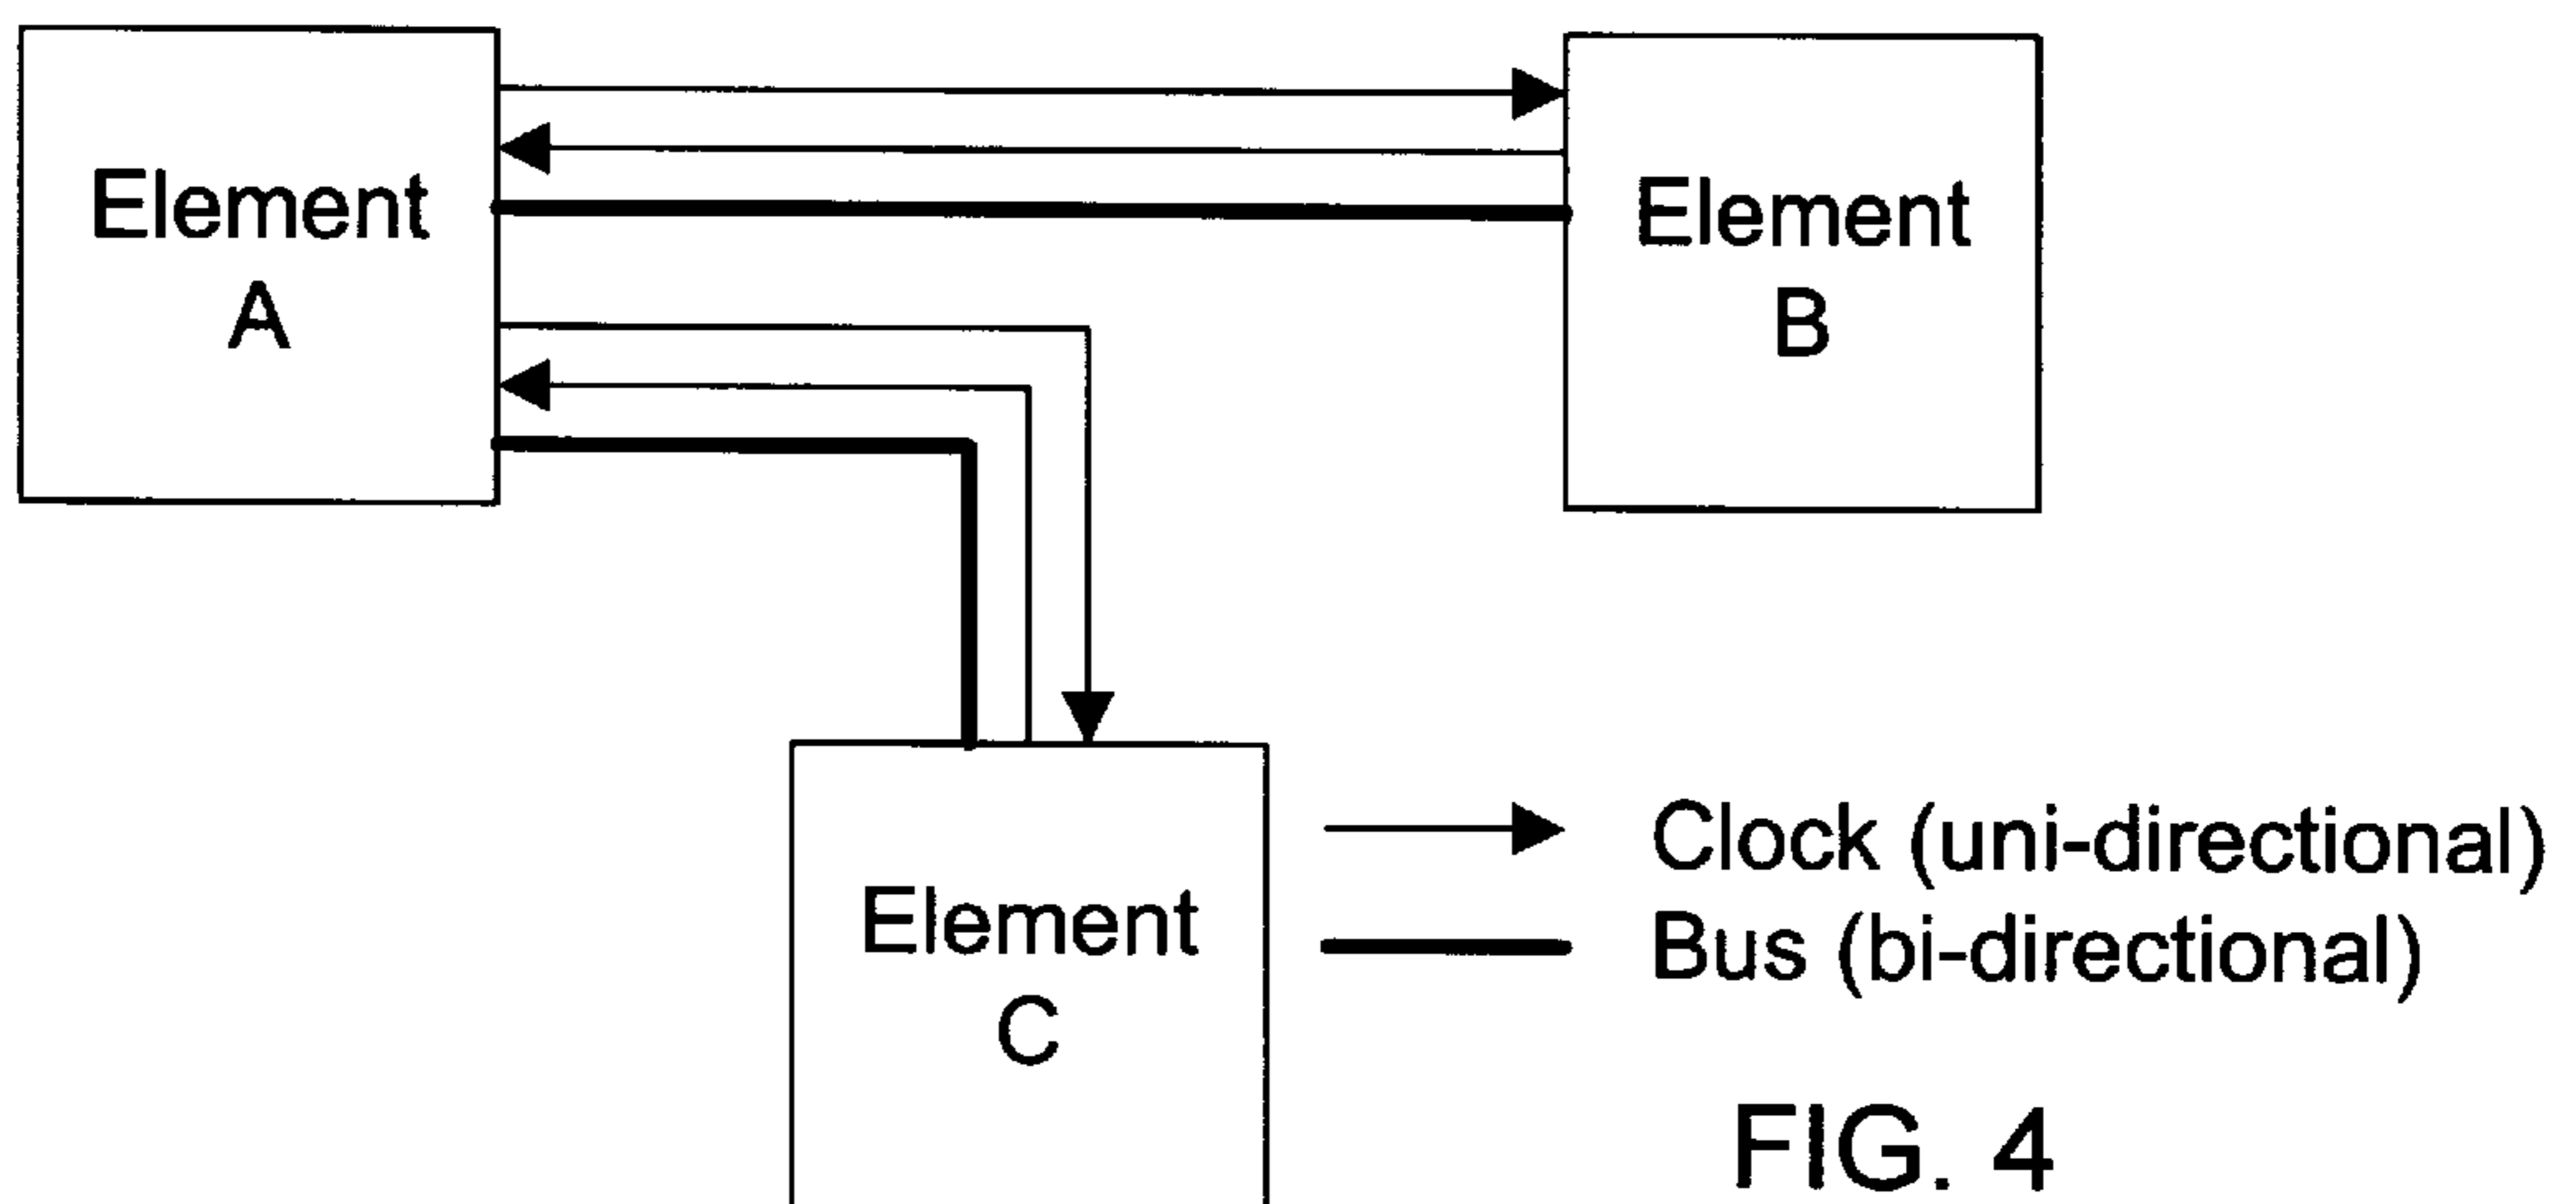 Element
A
Element
B
Element
C
Clock (uni-directional)
Bus (bi-directional)
FIG. 4